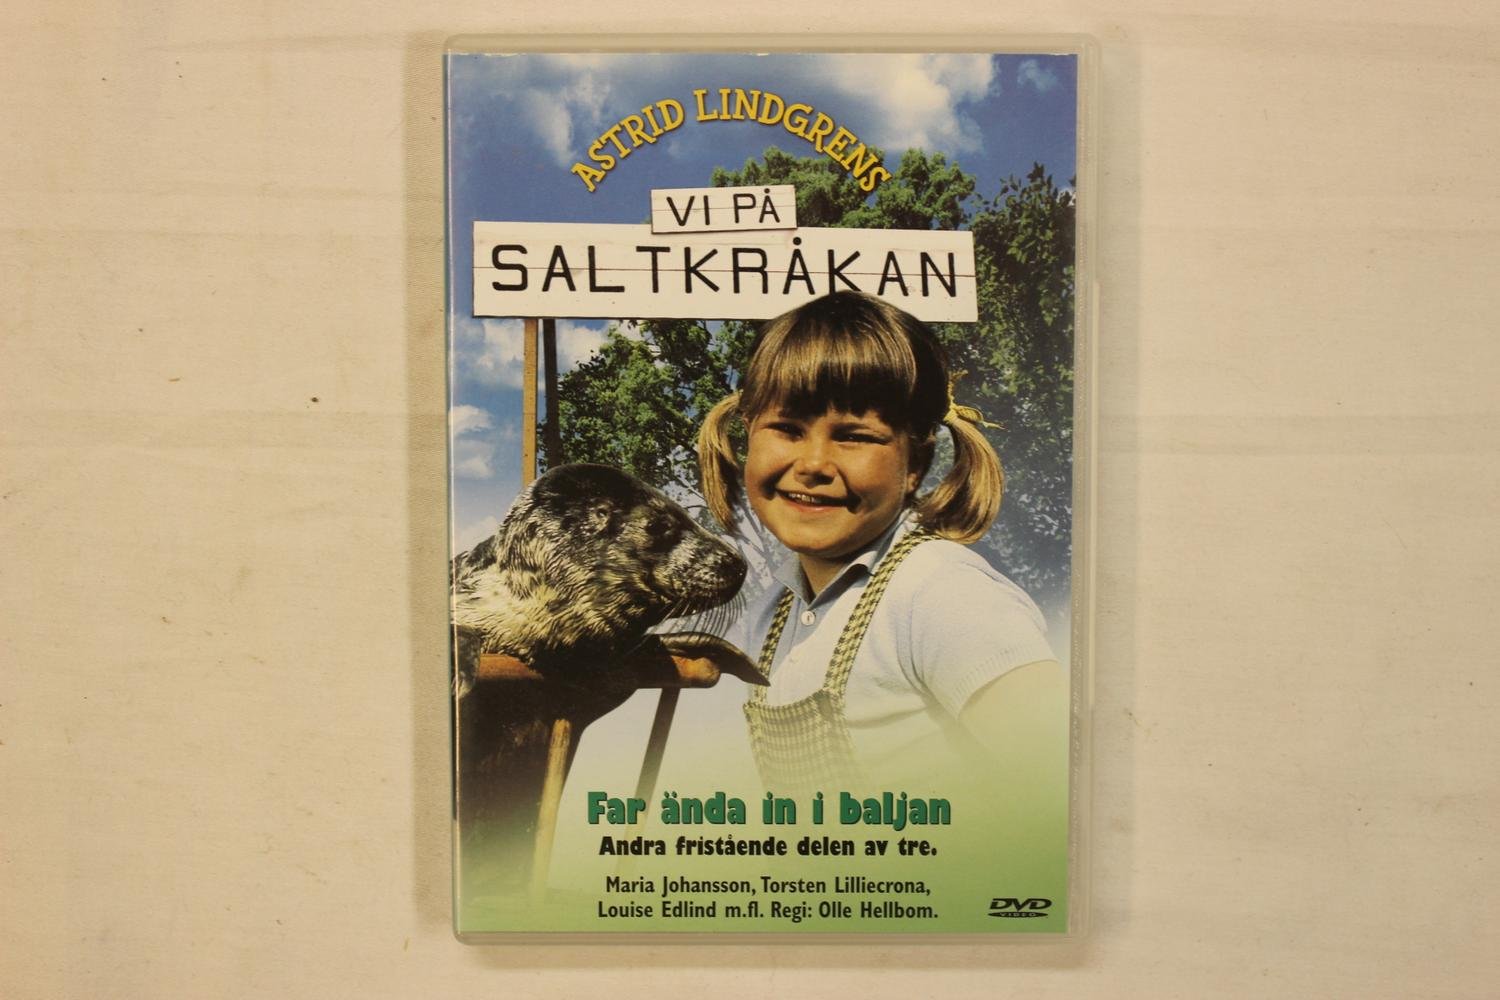 ASTRID LINDGRENS
VI PÅ
SALTKRÅKAN
Far ända in i baljan
Andra fristående delen av tre.
Maria Johansson, Torsten Lilliecrona,
Louise Edlind m.fl. Regi: Olle Hellbom.
DVD
VIDEO